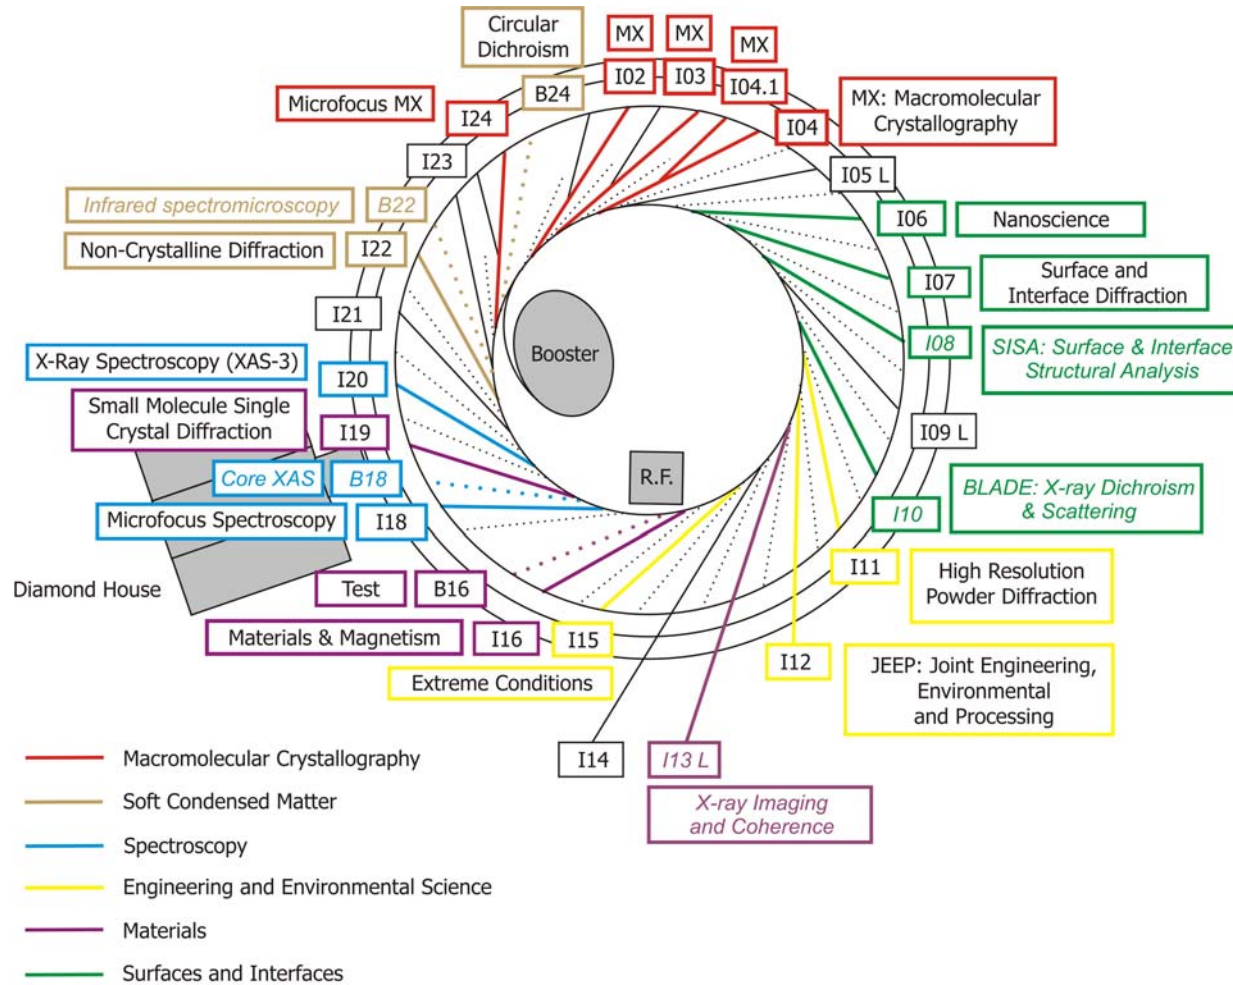 Circular
Dichroism
MX
MX
MX
I02
I03
I04.1
B24
I04
MX: Macromolecular
Crystallography
Microfocus MX
I24
I23
I05 L
Infrared spectromicroscopy
B22
I06
Nanoscience
Non-Crystalline Diffraction
I22
I07
Surface and
Interface Diffraction
I21
I08
SISA: Surface & Interface
Structural Analysis
Booster
X-Ray Spectroscopy (XAS-3)
I20
Small Molecule Single
Crystal Diffraction
I19
I09 L
R.F.
Core XAS
B18
BLADE: X-ray Dichroism
& Scattering
I10
Microfocus Spectroscopy
I18
I11
High Resolution
Powder Diffraction
Diamond House
Test
B16
Materials & Magnetism
I16
I15
I12
JEEP: Joint Engineering,
Environmental
and Processing
Extreme Conditions
I14
I13 L
X-ray Imaging
and Coherence
Macromolecular Crystallography
Soft Condensed Matter
Spectroscopy
Engineering and Environmental Science
Materials
Surfaces and Interfaces